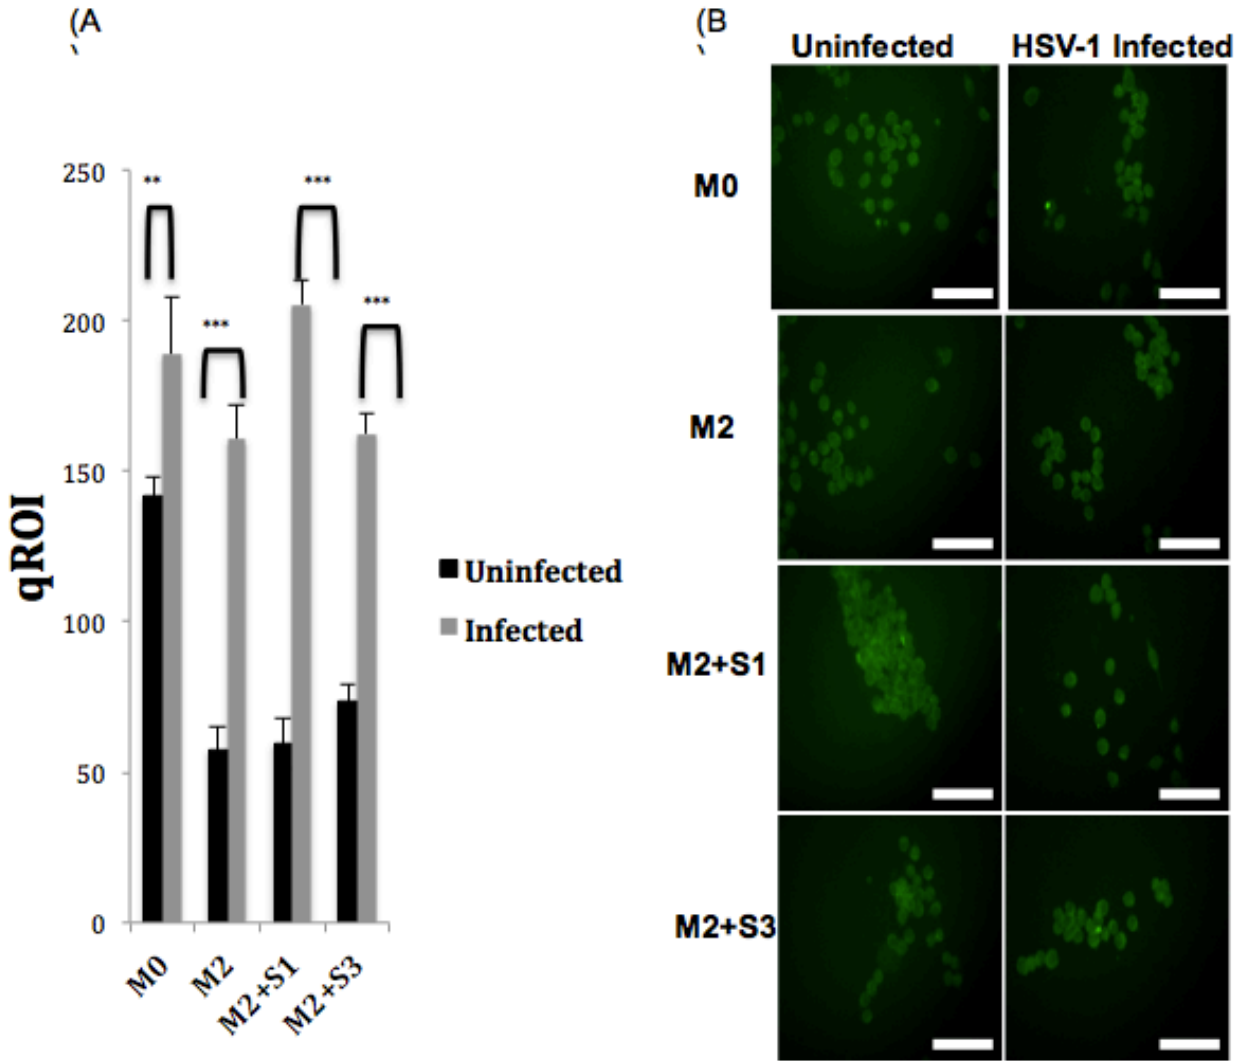 (A
(B
Uninfected HSV-1 Infected
250
**
***
***
***
200
150
100
50
0
qROI
Uninfected
Infected
M0
M2
M2+S1
M2+S3
M0
M2
M2+S1
M2+S3